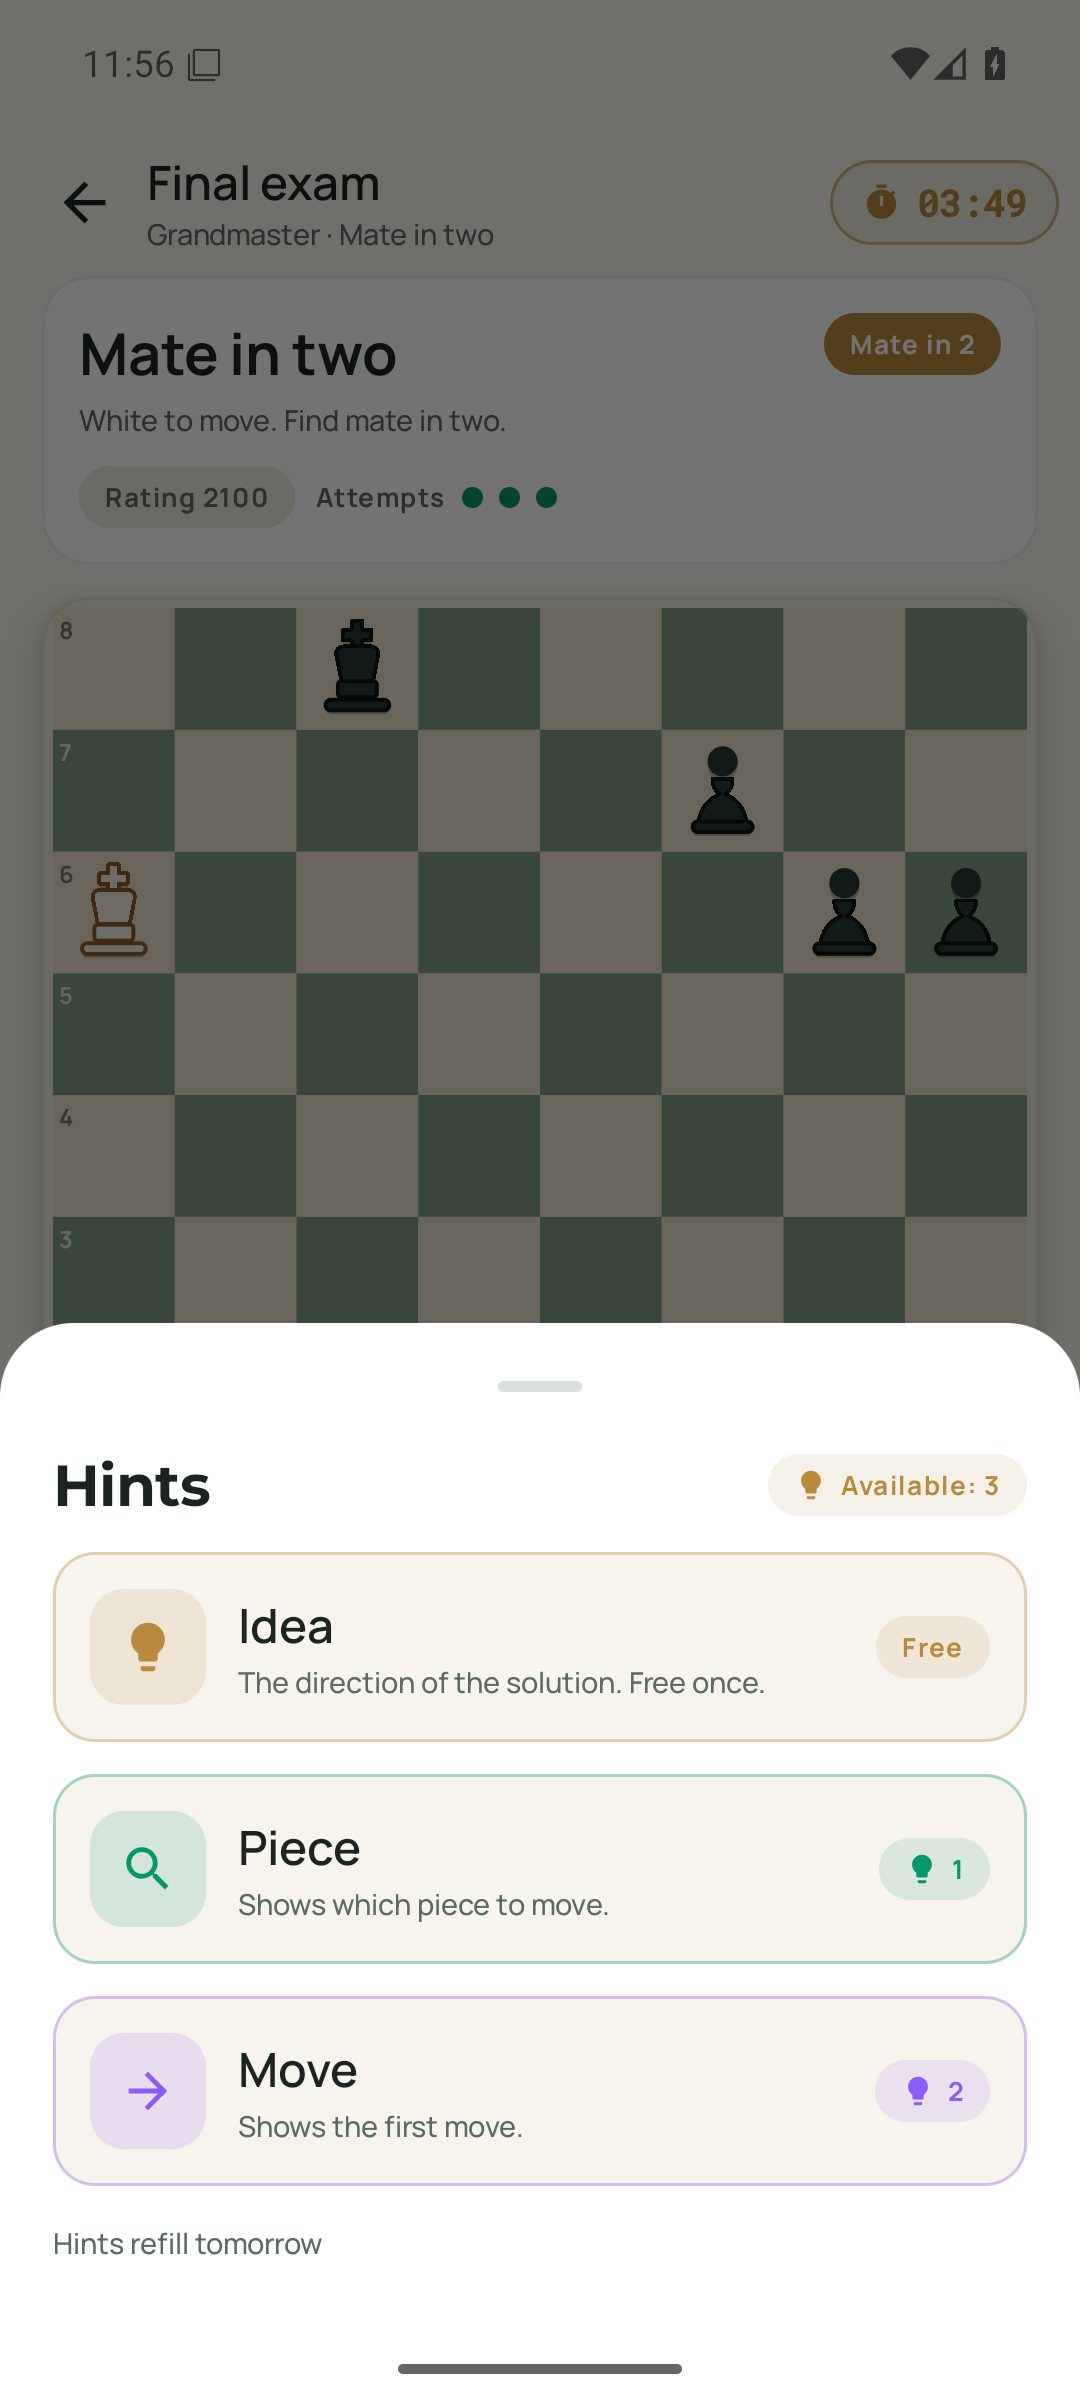 11:56
Final exam
Grandmaster · Mate in two
03:49
Mate in two
Mate in 2
White to move. Find mate in two.
Rating 2100
Attempts
8
7
6
5
4
3
Hints
Available: 3
Idea
The direction of the solution. Free once.
Free
Piece
Shows which piece to move.
1
Move
Shows the first move.
2
Hints refill tomorrow